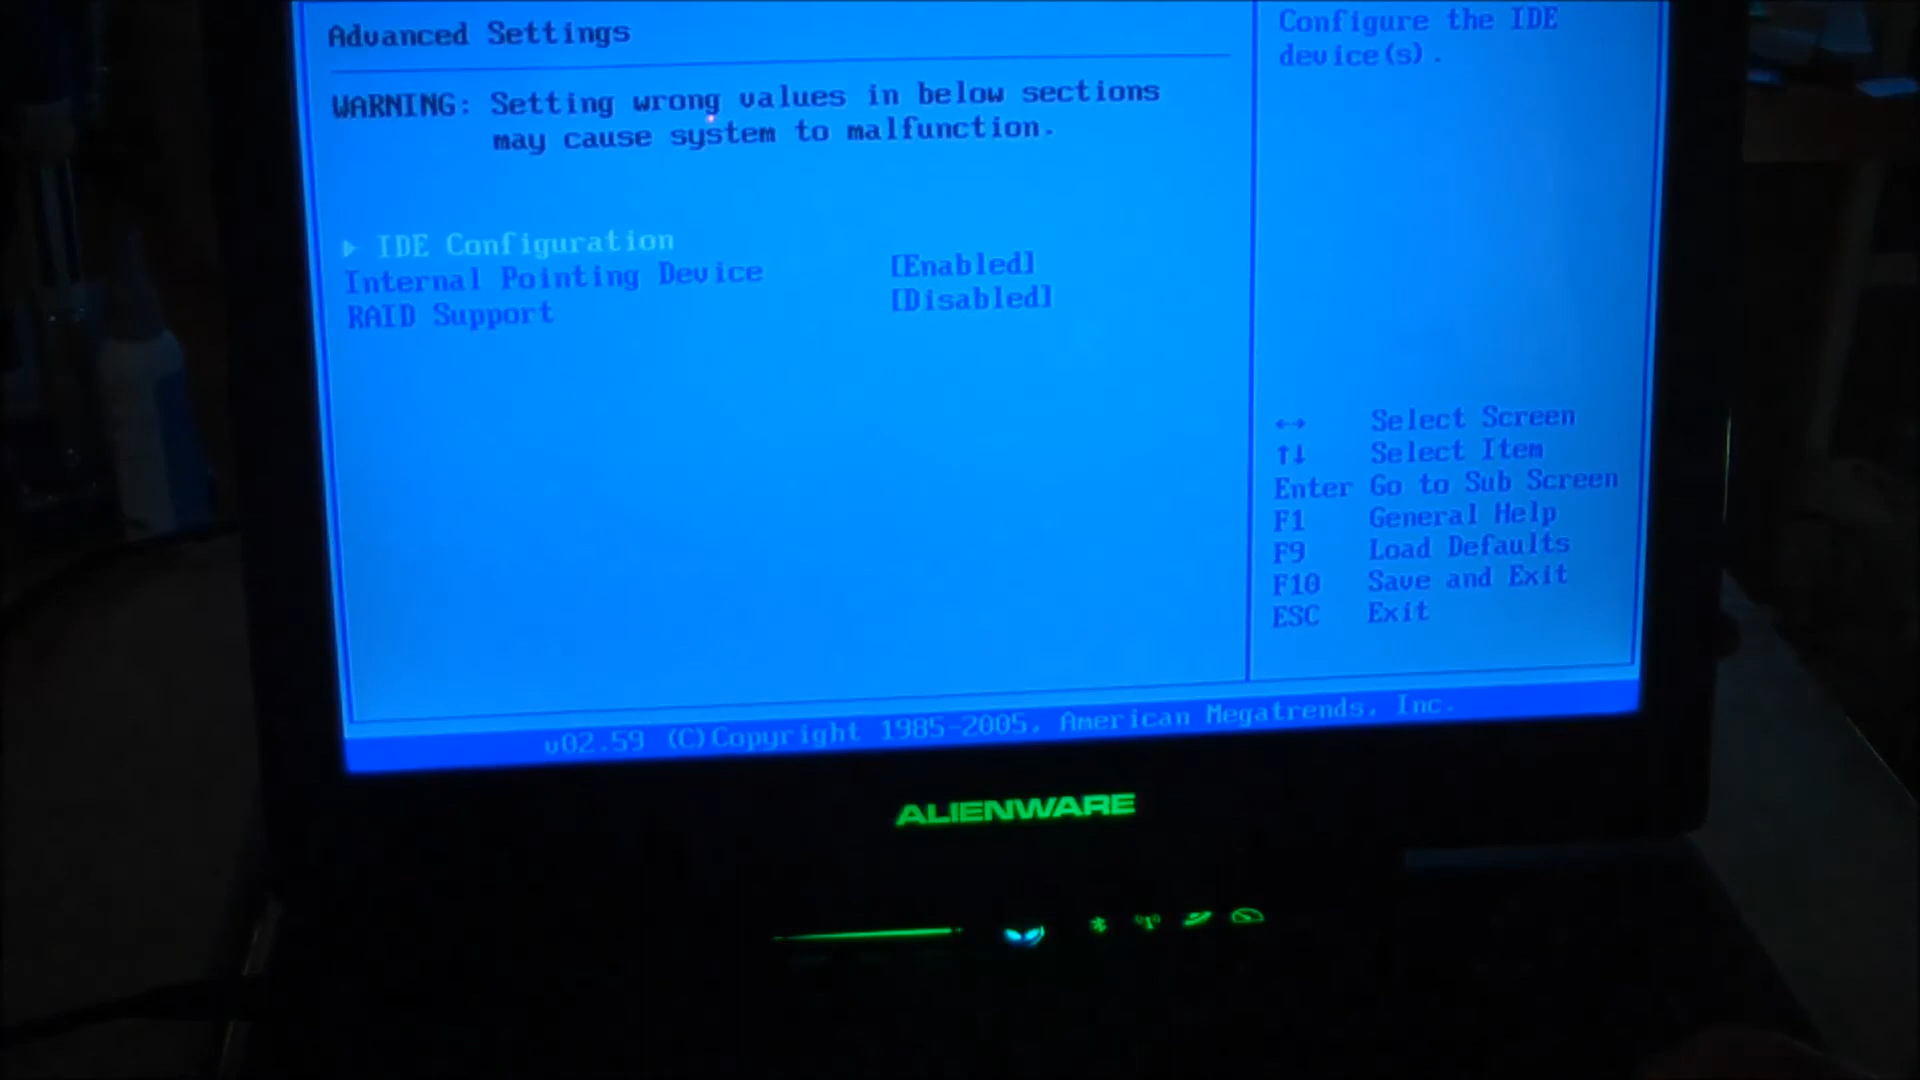 Advanced Settings
WARNING: Setting wrong values in below sections
may cause system to malfunction.
IDE Configuration
Internal Pointing Device [Enabled]
RAID Support [Disabled]
Configure the IDE
device(s).
↔ Select Screen
↑↓ Select Item
Enter Go to Sub Screen
F1 General Help
F9 Load Defaults
F10 Save and Exit
ESC Exit
v02.59 (C)Copyright 1985-2005, American Megatrends, Inc.
ALIENWARE